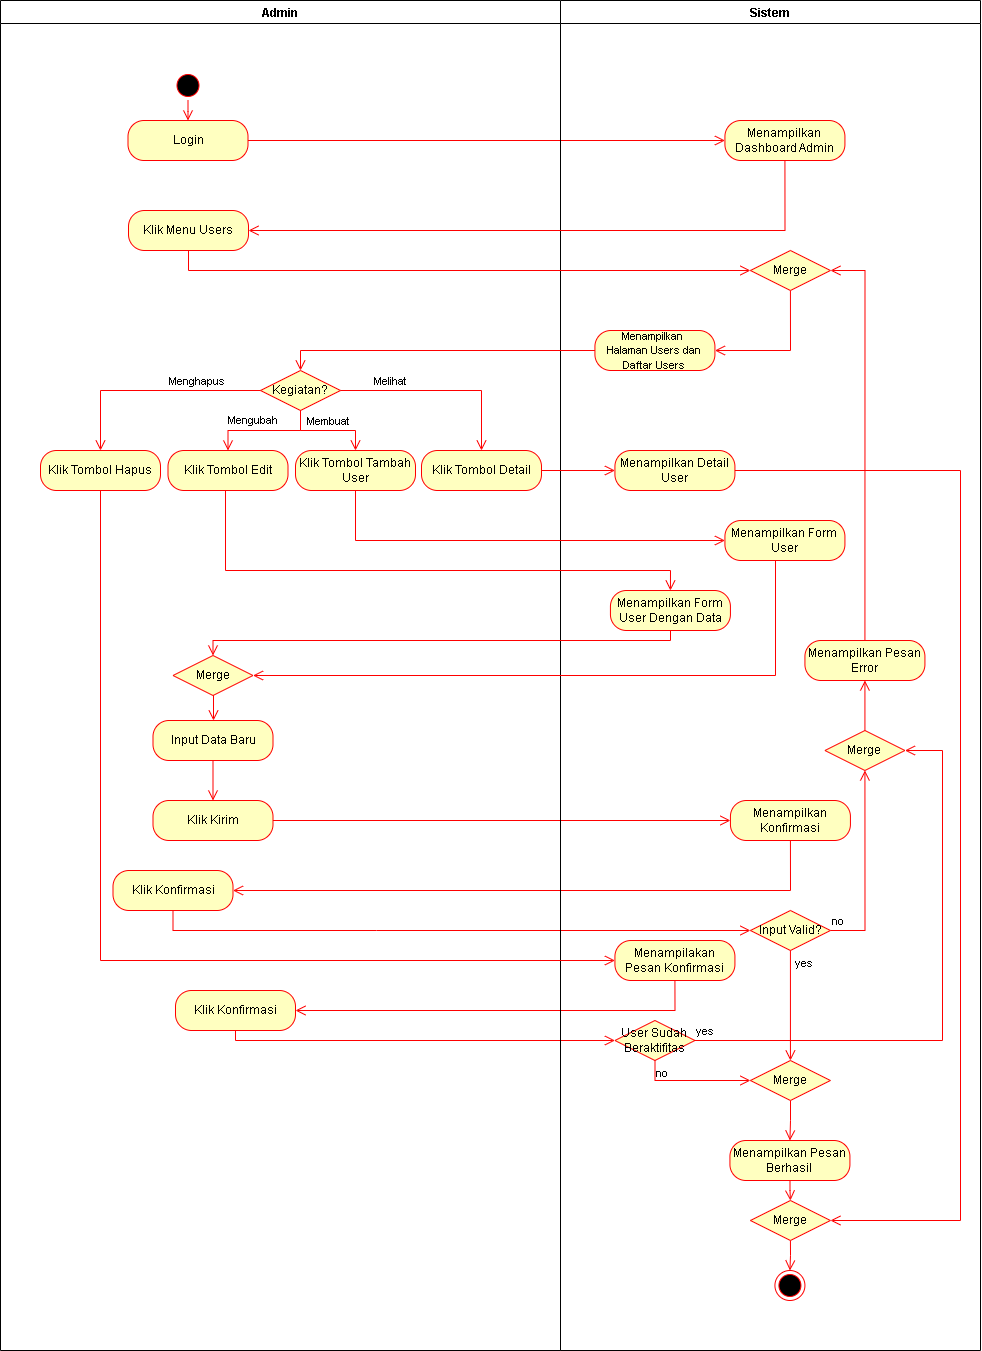 Admin
Sistem
Login
Menampilkan
Dashboard Admin
Klik Menu Users
Merge
Menampilkan
Halaman Users dan
Daftar Users
Menghapus
Kegiatan?
Melihat
Mengubah
Membuat
Klik Tombol Hapus
Klik Tombol Edit
Klik Tombol Tambah
User
Klik Tombol Detail
Menampilkan Detail
User
Menampilkan Form
User
Menampilkan Form
User Dengan Data
Merge
Menampilkan Pesan
Error
Input Data Baru
Merge
Klik Kirim
Menampilkan
Konfirmasi
Klik Konfirmasi
Input Valid?
no
yes
Menampilakan
Pesan Konfirmasi
Klik Konfirmasi
User Sudah
Beraktifitas
yes
no
Merge
Menampilkan Pesan
Berhasil
Merge